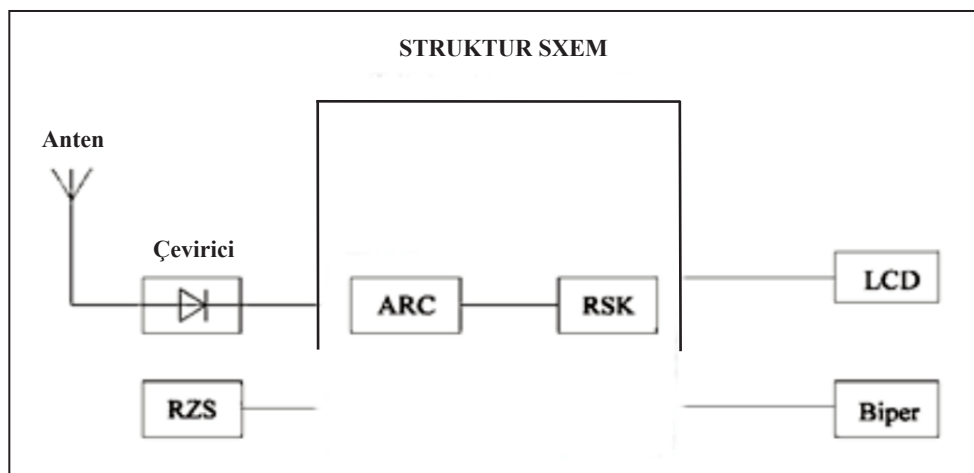 STRUKTUR SXEM
Anten
Çevirici
ARC
RSK
LCD
RZS
Biper